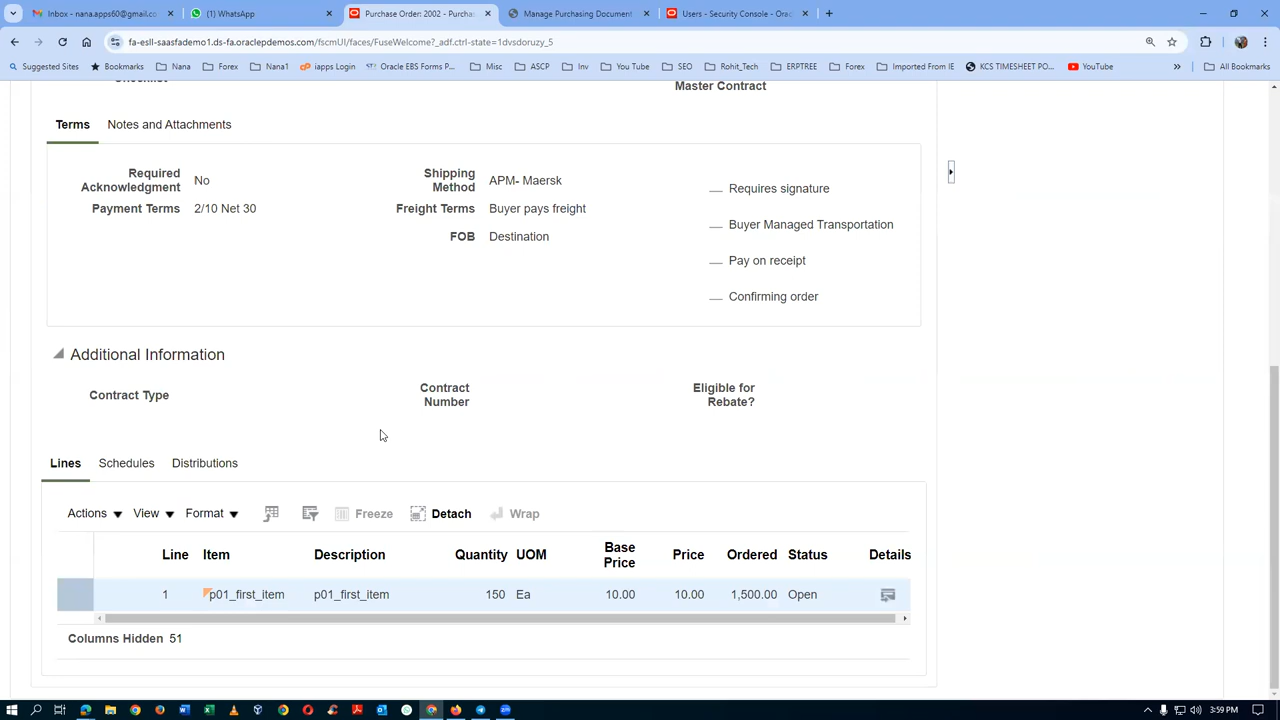 Inbox - nana.apps60@gmail.co
(1) WhatsApp
Purchase Order: 2002 - Purchas
Manage Purchasing Document
Users - Security Console - Orac
fa-esll-saasfademo1.ds-fa.oraclepdemos.com/fscmUI/faces/FuseWelcome?_adf.ctrl-state=1dvsdoruzy_5
Suggested Sites
Bookmarks
Forex
Nana1
iapps Login
Oracle EBS Forms P...
Misc
ASCP
Inv
You Tube
SEO
Rohit_Tech
ERPTREE
Forex
Imported From IE
KCS TIMESHEET PO...
YouTube
All Bookmarks
Checklist
Master Contract
Terms
Notes and Attachments
Required Acknowledgment No
Shipping Method APM- Maersk
Requires signature
Payment Terms 2/10 Net 30
Freight Terms Buyer pays freight
Buyer Managed Transportation
FOB Destination
Pay on receipt
Confirming order
Additional Information
Contract Type
Contract Number
Eligible for Rebate?
Lines
Schedules
Distributions
Actions
View
Format
Freeze
Detach
Wrap
Line Item Description Quantity UOM Base Price Price Ordered Status Details
1 p01_first_item p01_first_item 150 Ea 10.00 10.00 1,500.00 Open
Columns Hidden 51
3:59 PM